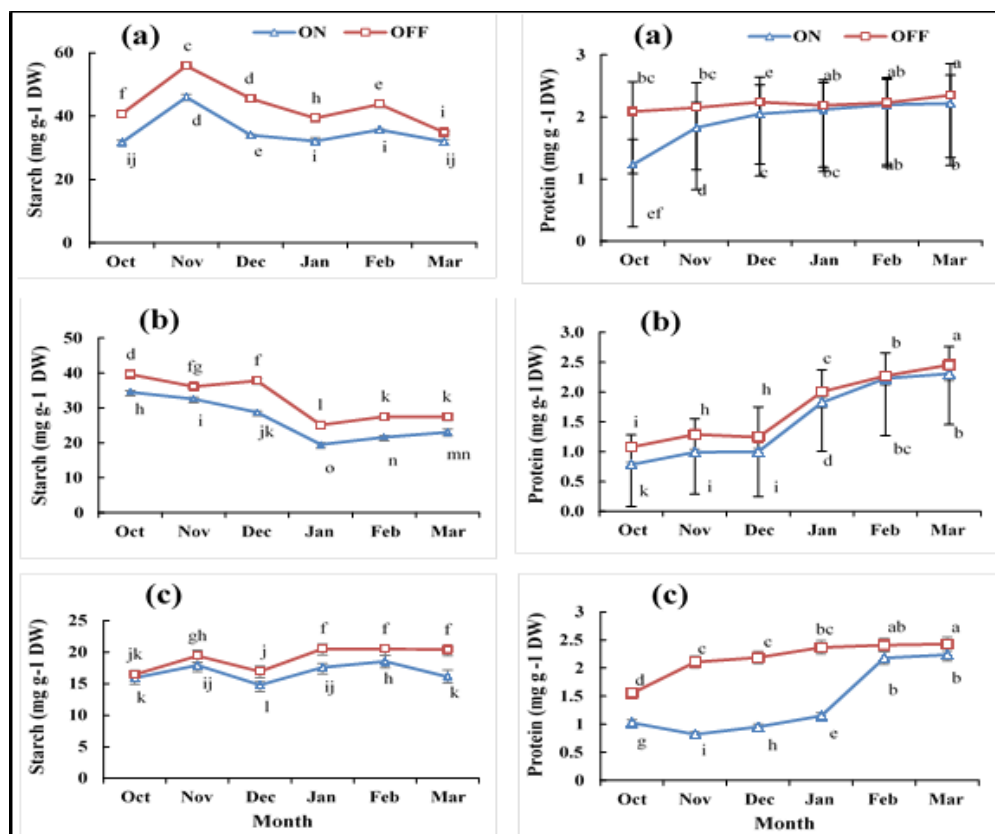 (a)
ON OFF
60
40
20
0
Starch (mg g-1 DW)
f c d h e i
ij d e i i ij
Oct Nov Dec Jan Feb Mar
(a)
ON OFF
3
2
1
0
Protein (mg g -1 DW)
bc bc e ab ab a
ef d c bc ab b
Oct Nov Dec Jan Feb Mar
(b)
50
40
30
20
10
0
Starch (mg g-1 DW)
d fg f l k k
h i jk o n mn
Oct Nov Dec Jan Feb Mar
(b)
3.0
2.5
2.0
1.5
1.0
0.5
0.0
Protein (mg g-1 DW)
i h h c b a
k i i d bc b
Oct Nov Dec Jan Feb Mar
(c)
25
20
15
10
5
0
Starch (mg g-1 DW)
jk gh j f f f
k ij l ij h k
Oct Nov Dec Jan Feb Mar
Month
(c)
3
2.5
2
1.5
1
0.5
0
Protein (mg g -1 DW)
d c c bc ab a
g i h e b b
Oct Nov Dec Jan Feb Mar
Month